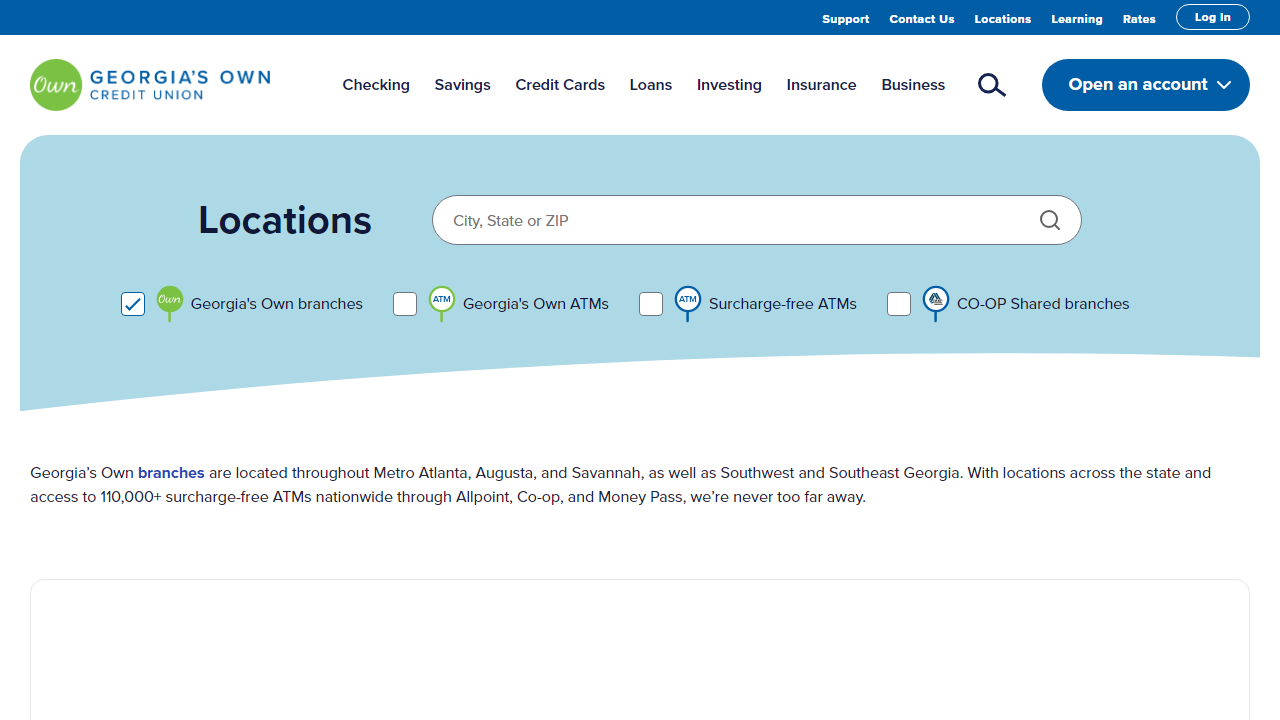 Support Contact Us Locations Learning Rates Log In
Own GEORGIA'S OWN
CREDIT UNION
Checking Savings Credit Cards Loans Investing Insurance Business Open an account
Locations City, State or ZIP
Own Georgia's Own branches ATM Georgia's Own ATMs ATM Surcharge-free ATMs CO-OP Shared branches
Georgia’s Own branches are located throughout Metro Atlanta, Augusta, and Savannah, as well as Southwest and Southeast Georgia. With locations across the state and
access to 110,000+ surcharge-free ATMs nationwide through Allpoint, Co-op, and Money Pass, we’re never too far away.